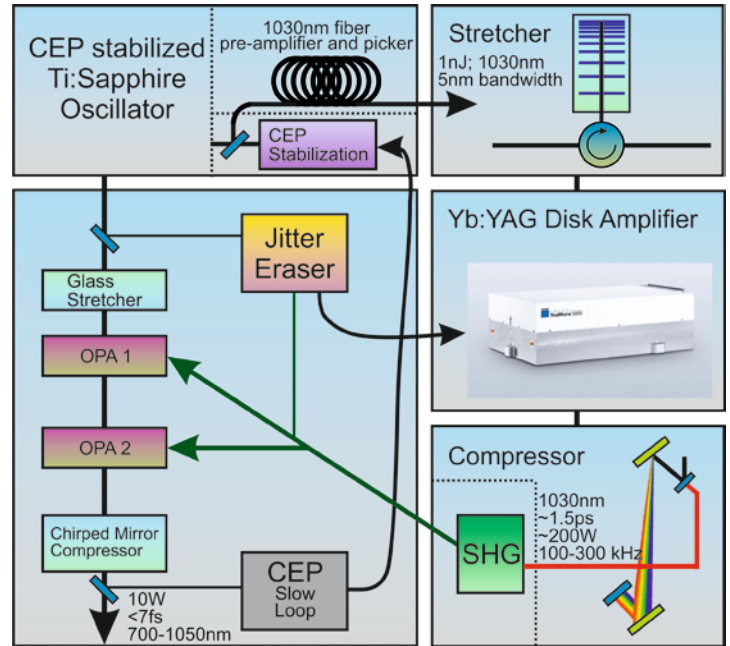 CEP stabilized
Ti:Sapphire
Oscillator
1030nm fiber
pre-amplifier and picker
CEP
Stabilization
Stretcher
1nJ; 1030nm
5nm bandwidth
Yb:YAG Disk Amplifier
Jitter
Eraser
Glass
Stretcher
OPA 1
OPA 2
Chirped Mirror
Compressor
CEP
Slow
Loop
10W
<7fs
700-1050nm
Compressor
SHG
1030nm
~1.5ps
~200W
100-300 kHz